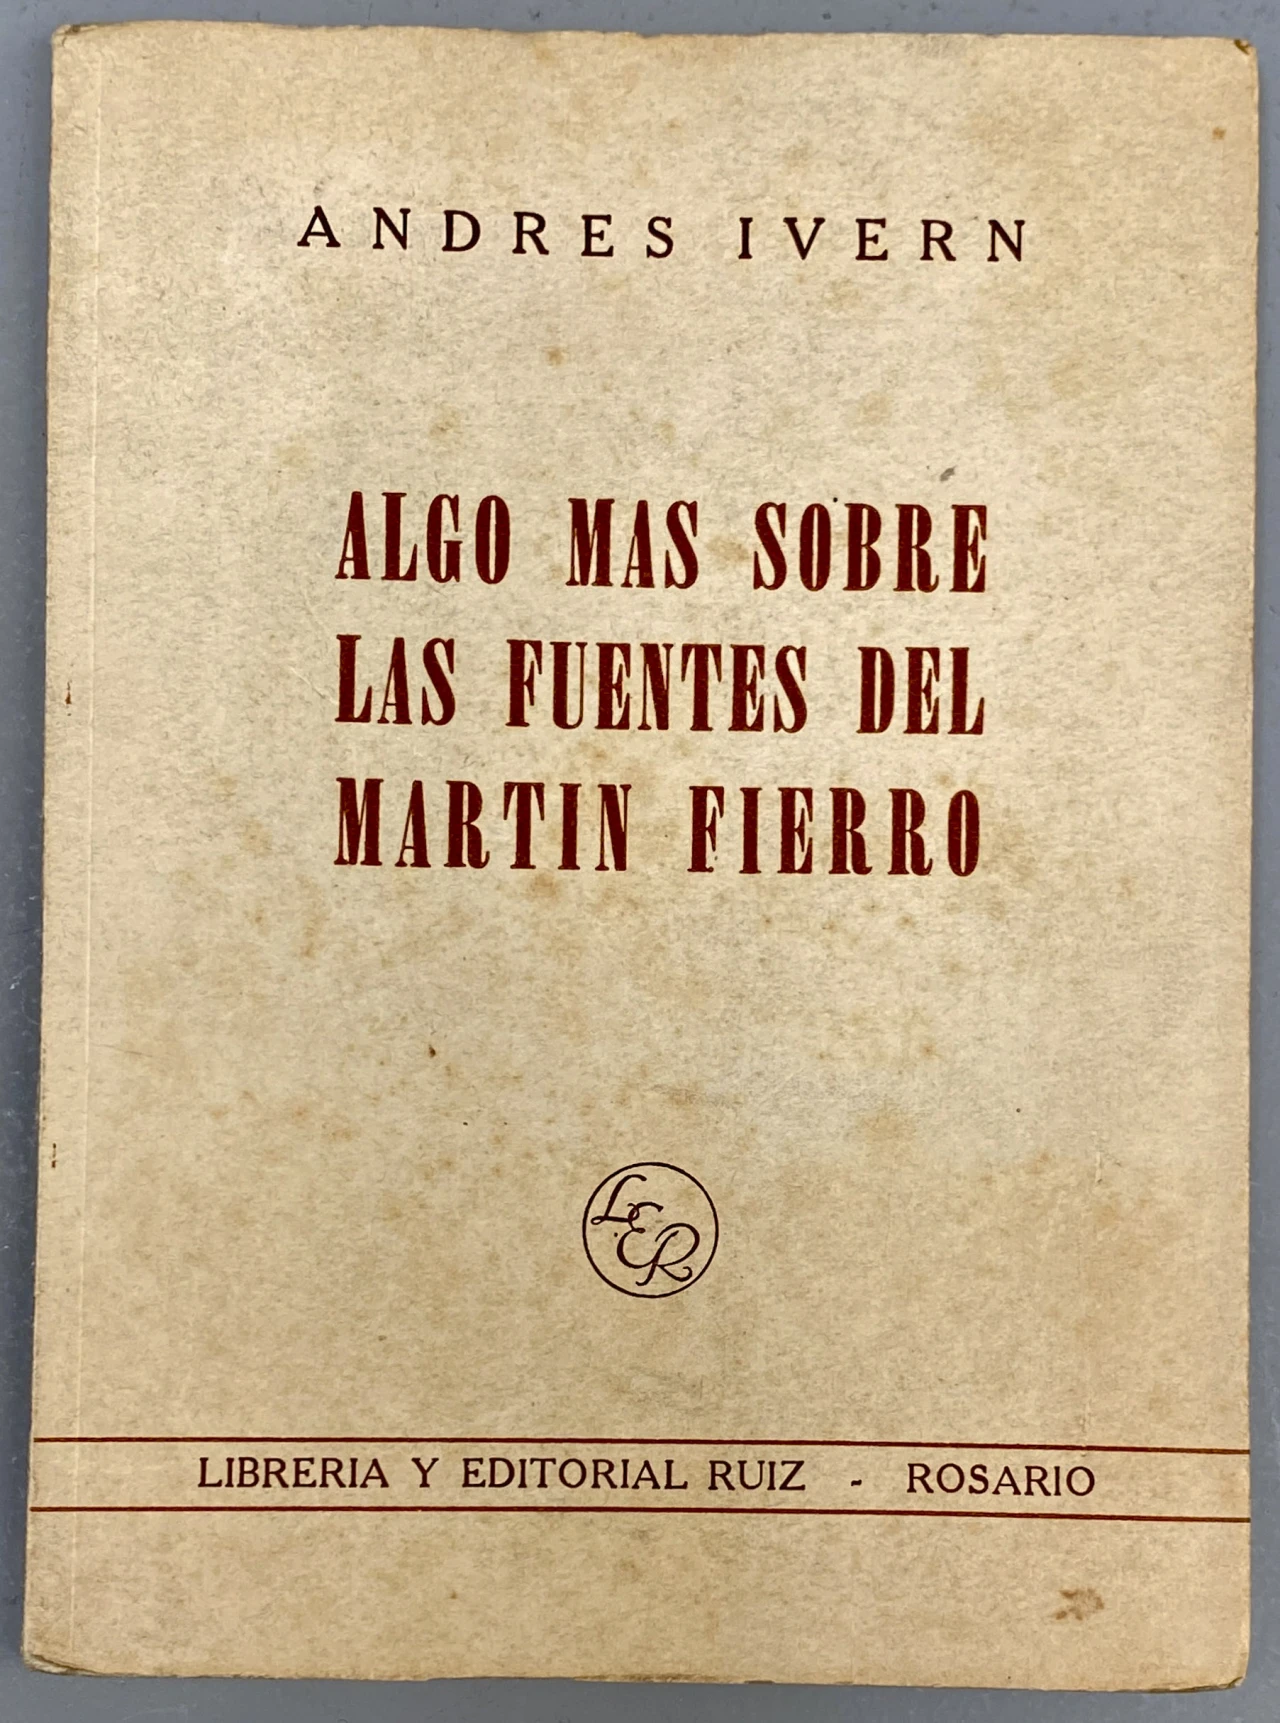 ANDRES IVERN
ALGO MAS SOBRE
LAS FUENTES DEL
MARTIN FIERRO
LER
LIBRERIA Y EDITORIAL RUIZ - ROSARIO